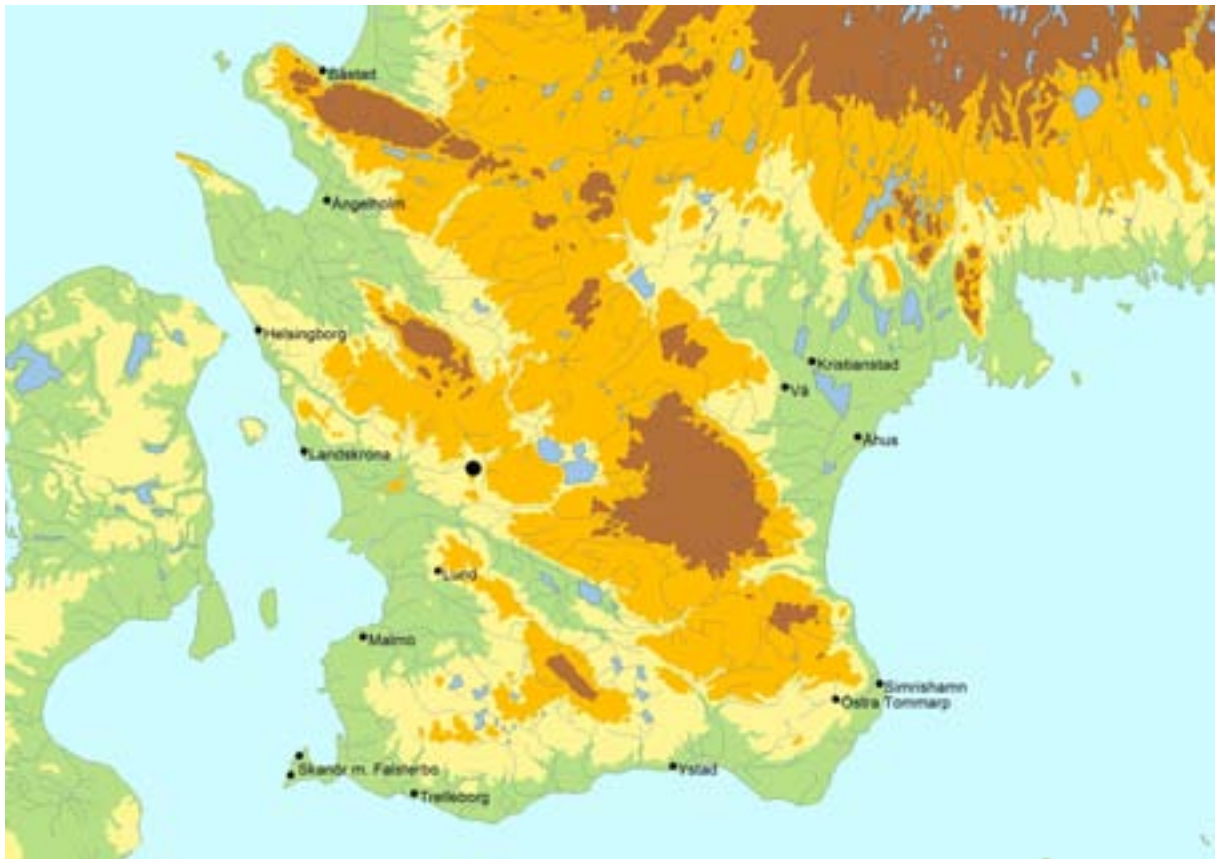 Båstad
Ängelholm
Helsingborg
Kristianstad
Vä
Åhus
Landskrona
Lund
Malmö
Simrishamn
Östra Tommarp
Skanör m. Falsterbo
Ystad
Trelleborg